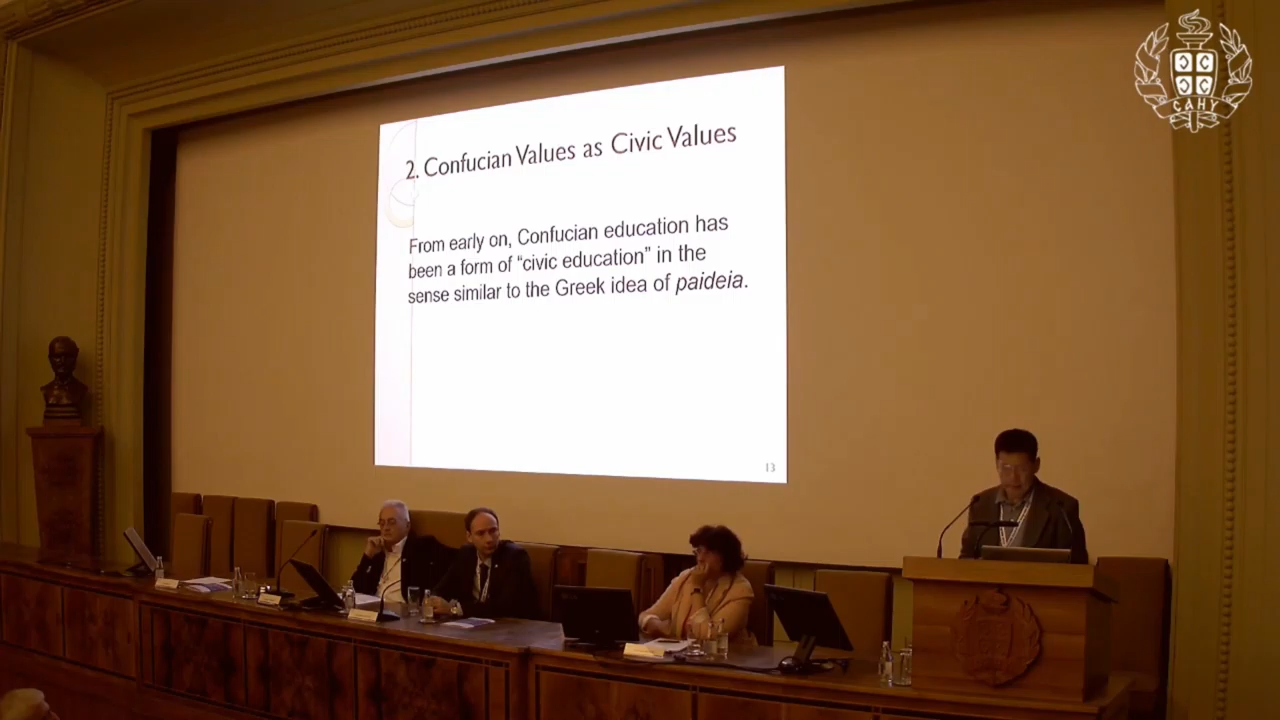 2. Confucian Values as Civic Values
From early on, Confucian education has
been a form of “civic education” in the
sense similar to the Greek idea of paideia.
13
САНУ